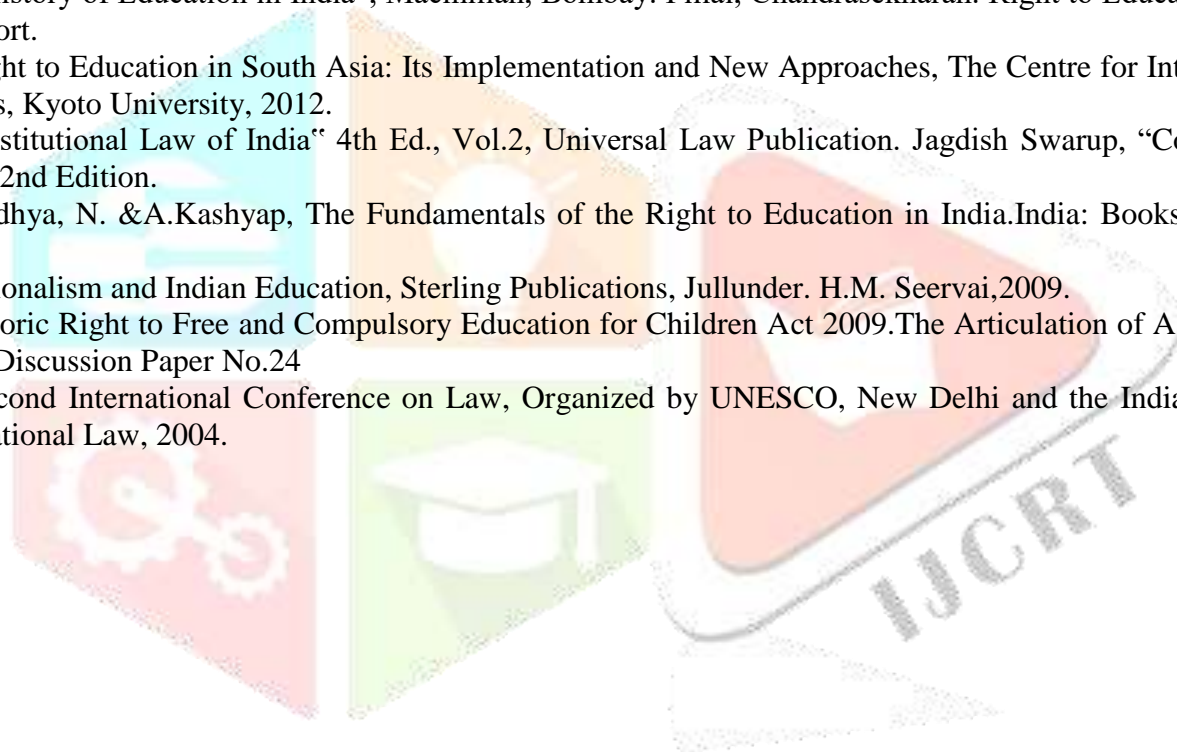 istory of Education in India", Macmillan, Bombay. Pillai, Chandrasekharan. Right to Educa
ort.
ght to Education in South Asia: Its Implementation and New Approaches, The Centre for Int
s, Kyoto University, 2012.
stitutional Law of India‟ 4th Ed., Vol.2, Universal Law Publication. Jagdish Swarup, “Co
2nd Edition.
dhya, N. &A.Kashyap, The Fundamentals of the Right to Education in India.India: Books
ionalism and Indian Education, Sterling Publications, Jullunder. H.M. Seervai,2009.
oric Right to Free and Compulsory Education for Children Act 2009.The Articulation of A
Discussion Paper No.24
cond International Conference on Law, Organized by UNESCO, New Delhi and the India
ational Law, 2004.
IJCRT